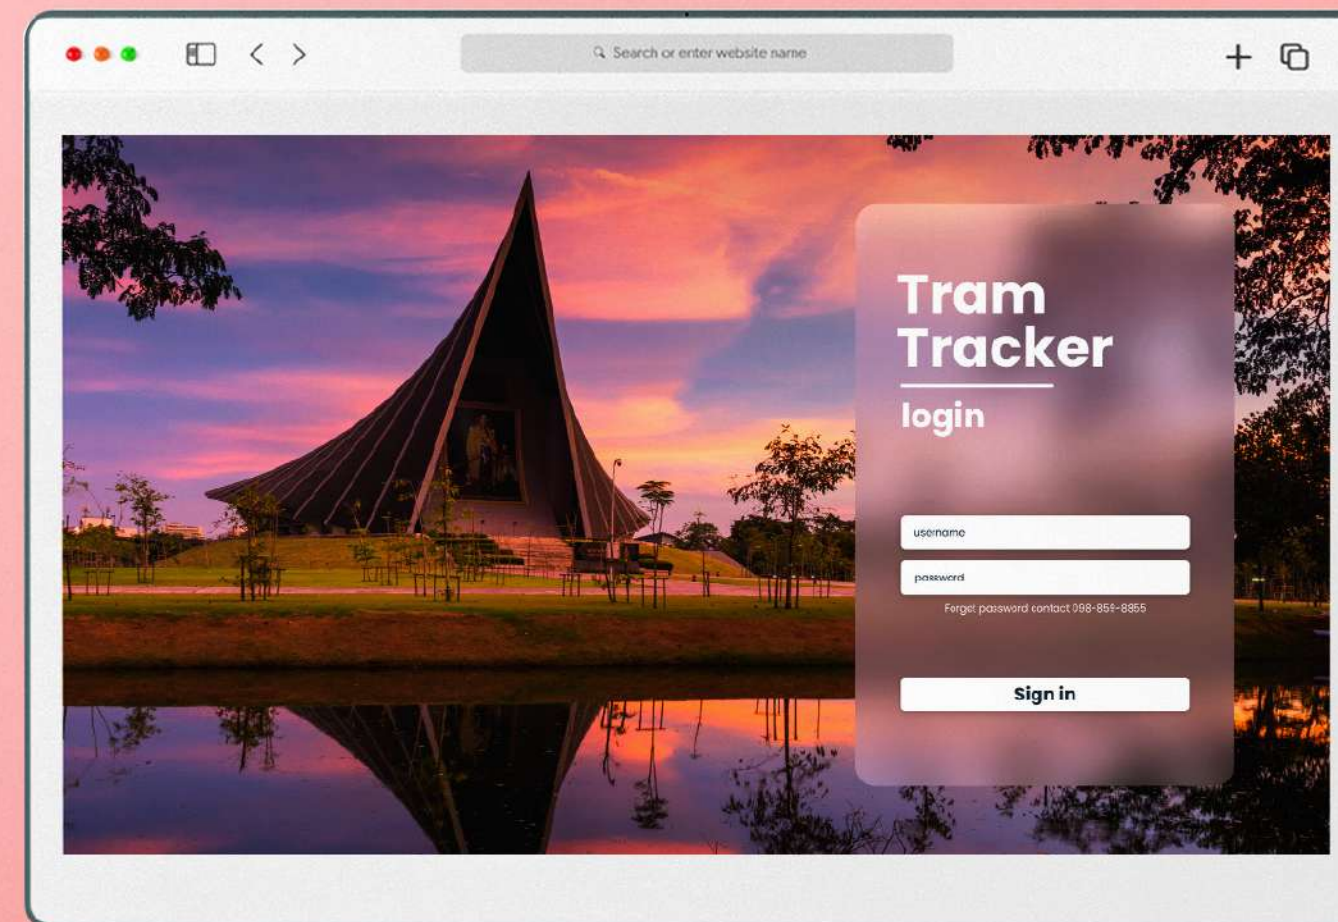 Search or enter website name
Tram
Tracker
login
username
password
Forget password contact 098-859-8855
Sign in